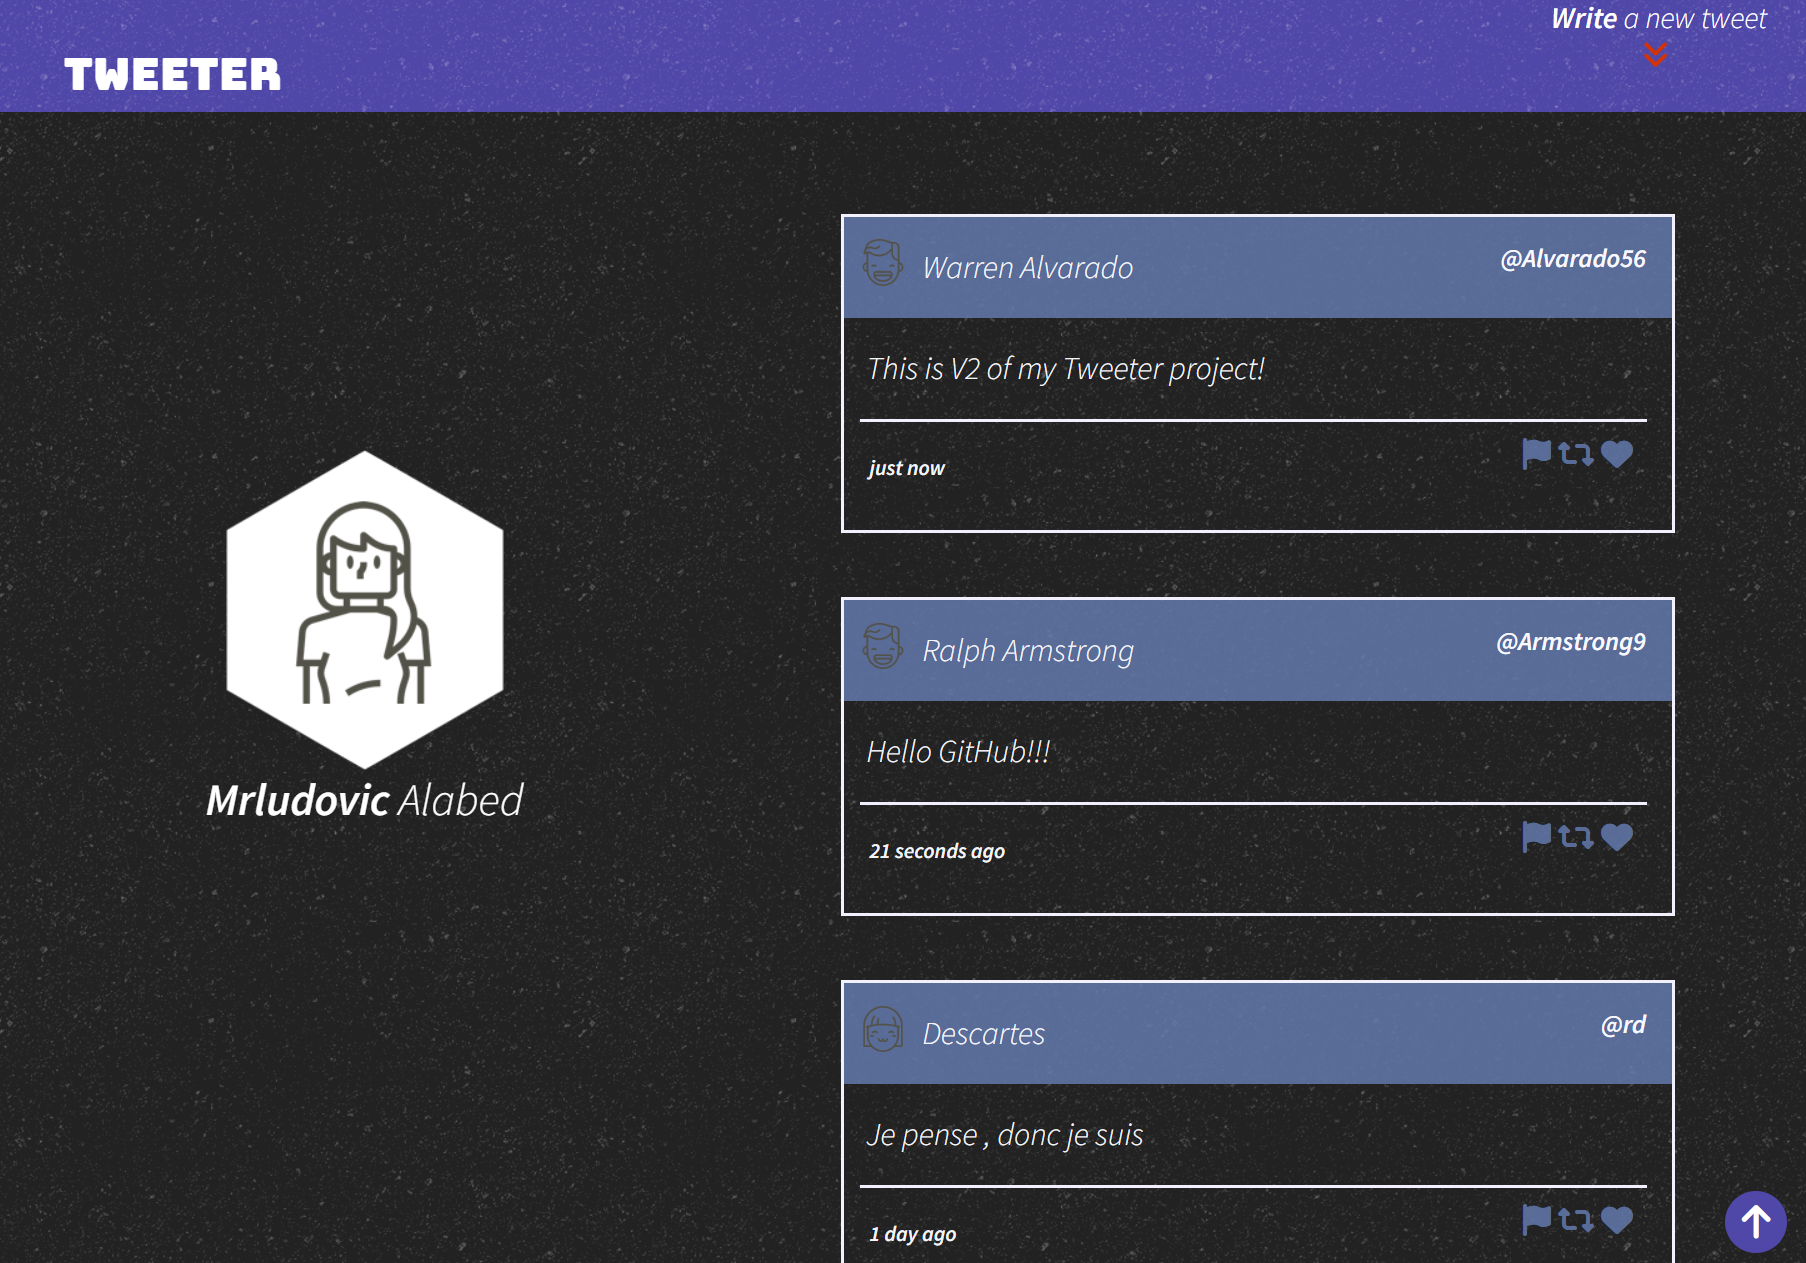 Write a new tweet
TWEETER
Mrludovic Alabed
Warren Alvarado
@Alvarado56
This is V2 of my Tweeter project!
just now
Ralph Armstrong
@Armstrong9
Hello GitHub!!!
21 seconds ago
Descartes
@rd
Je pense , donc je suis
1 day ago